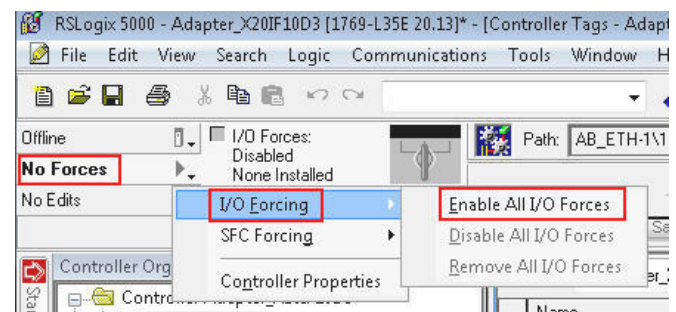 RSLogix 5000 - Adapter_X20IF10D3 [1769-L35E 20.13]* - [Controller Tags - Adapt
File Edit View Search Logic Communications Tools Window H
Offline
I/O Forces:
Disabled
None Installed
Path: AB_ETH-1\1
No Forces
No Edits
I/O Forcing
SFC Forcing
Controller Properties
Enable All I/O Forces
Disable All I/O Forces
Remove All I/O Forces
Controller Org
Name